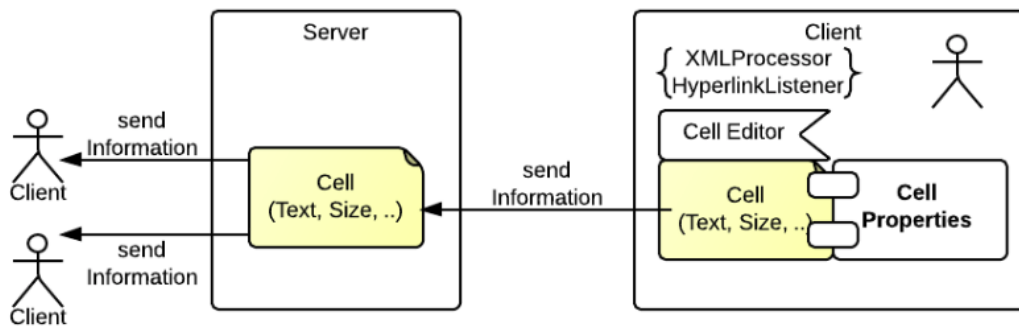 Server
Client
XMLProcessor
HyperlinkListener
Cell Editor
send
Information
Client
Cell
(Text, Size, ..)
send
Information
Cell
(Text, Size, ..)
Cell
Properties
send
Information
Client